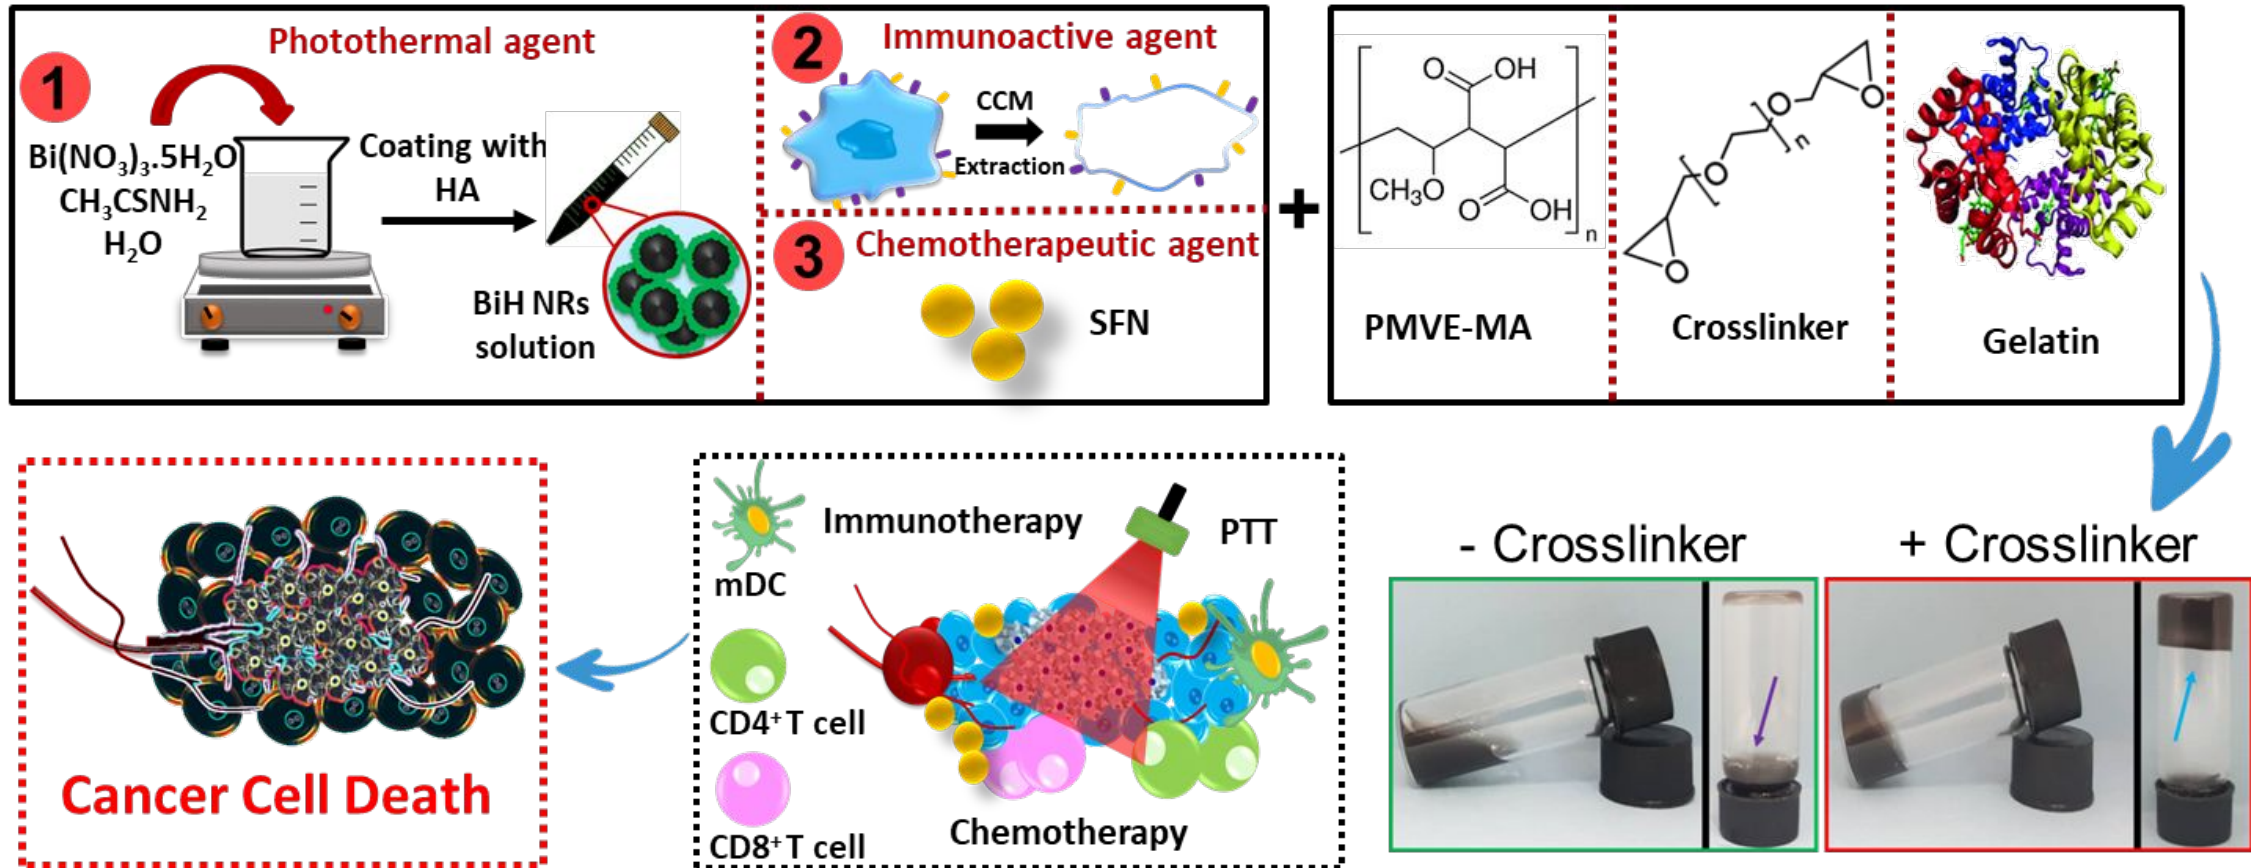 1
Photothermal agent
Bi(NO₃)₃.5H₂O
CH₃CSNH₂
H₂O
Coating with
HA
BiH NRs
solution
2
Immunoactive agent
CCM
Extraction
3
Chemotherapeutic agent
SFN
+
O
OH
CH₃O
O
OH
n
PMVE-MA
O
O
n
O
O
Crosslinker
Gelatin
- Crosslinker
+ Crosslinker
Immunotherapy
PTT
mDC
CD4⁺T cell
CD8⁺T cell
Chemotherapy
Cancer Cell Death